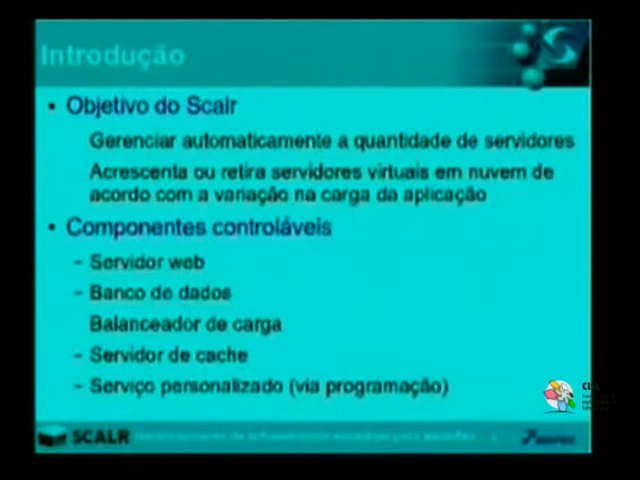 Introdução
• Objetivo do Scalr
Gerenciar automaticamente a quantidade de servidores
Acrescenta ou retira servidores virtuais em nuvem de
acordo com a variação na carga da aplicação
• Componentes controláveis
- Servidor web
- Banco de dados
Balanceador de carga
- Servidor de cache
- Serviço personalizado (via programação)
SCALR